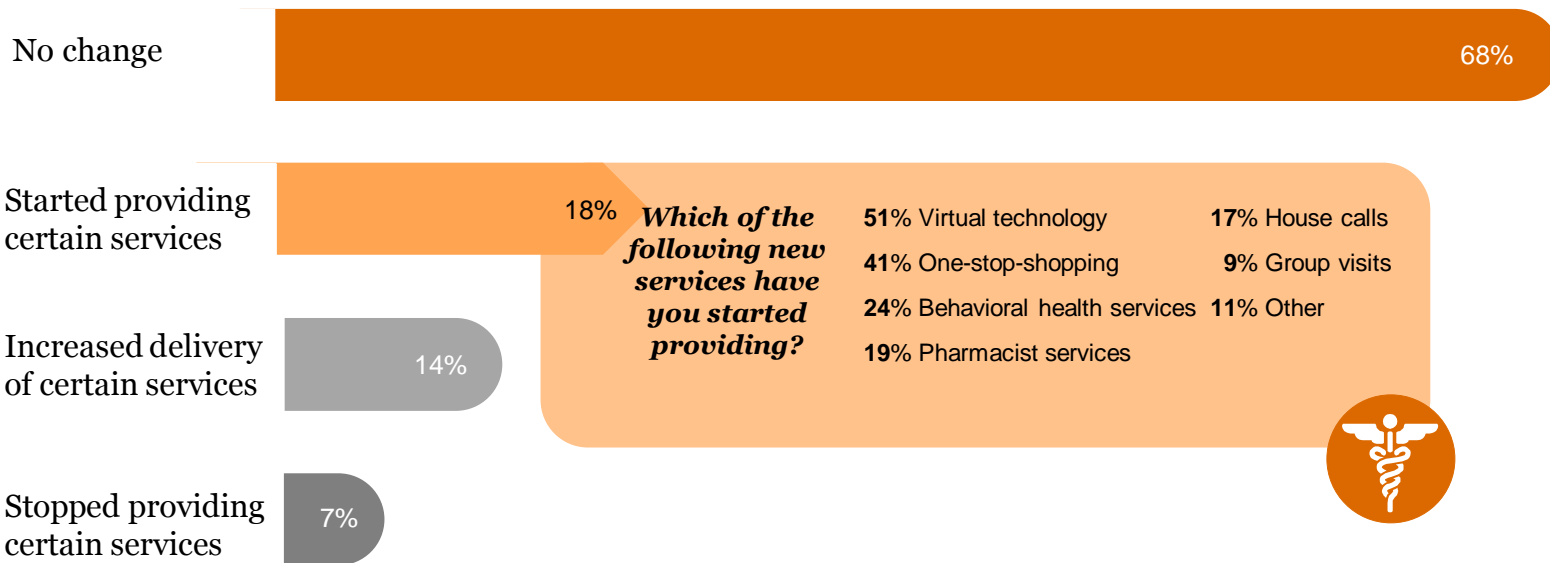 No change
68%
Started providing
certain services
18%
Which of the
following new
services have
you started
providing?
51% Virtual technology
41% One-stop-shopping
24% Behavioral health services
19% Pharmacist services
17% House calls
9% Group visits
11% Other
Increased delivery
of certain services
14%
Stopped providing
certain services
7%